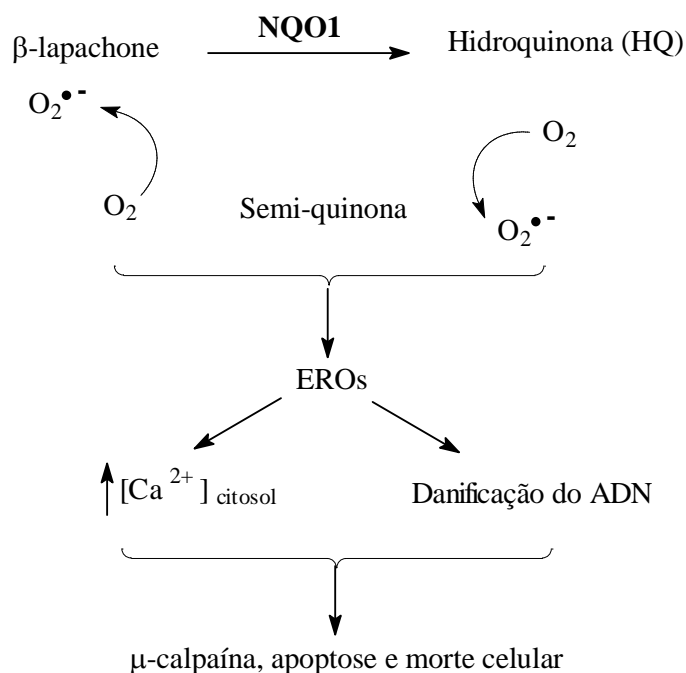 β-lapachone NQO1 Hidroquinona (HQ)
O₂•⁻
O₂
O₂ Semi-quinona
O₂•⁻
EROs
[Ca ²⁺ ] citosol Danificação do ADN
μ-calpaína, apoptose e morte celular